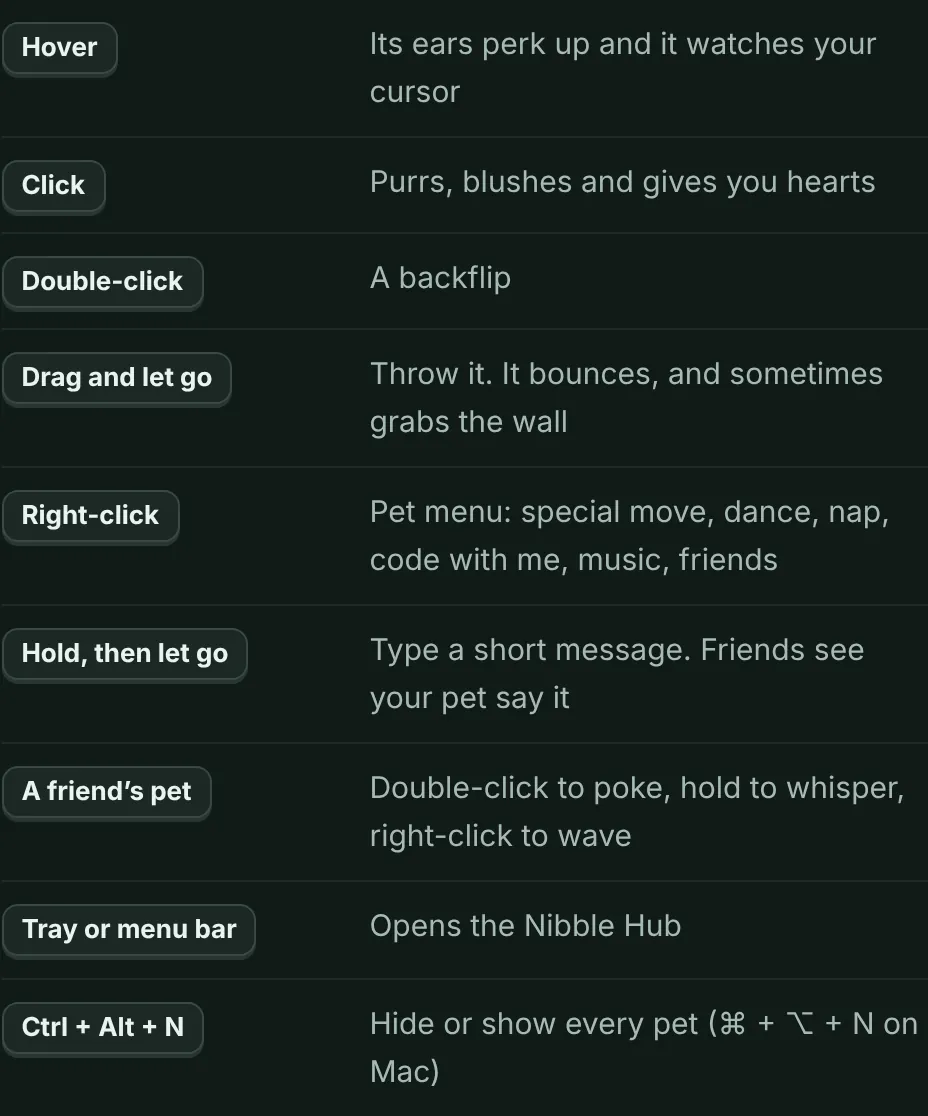 Hover
Its ears perk up and it watches your
cursor
Click
Purrs, blushes and gives you hearts
Double-click
A backflip
Drag and let go
Throw it. It bounces, and sometimes
grabs the wall
Right-click
Pet menu: special move, dance, nap,
code with me, music, friends
Hold, then let go
Type a short message. Friends see
your pet say it
A friend’s pet
Double-click to poke, hold to whisper,
right-click to wave
Tray or menu bar
Opens the Nibble Hub
Ctrl + Alt + N
Hide or show every pet (⌘ + ⌥ + N on
Mac)